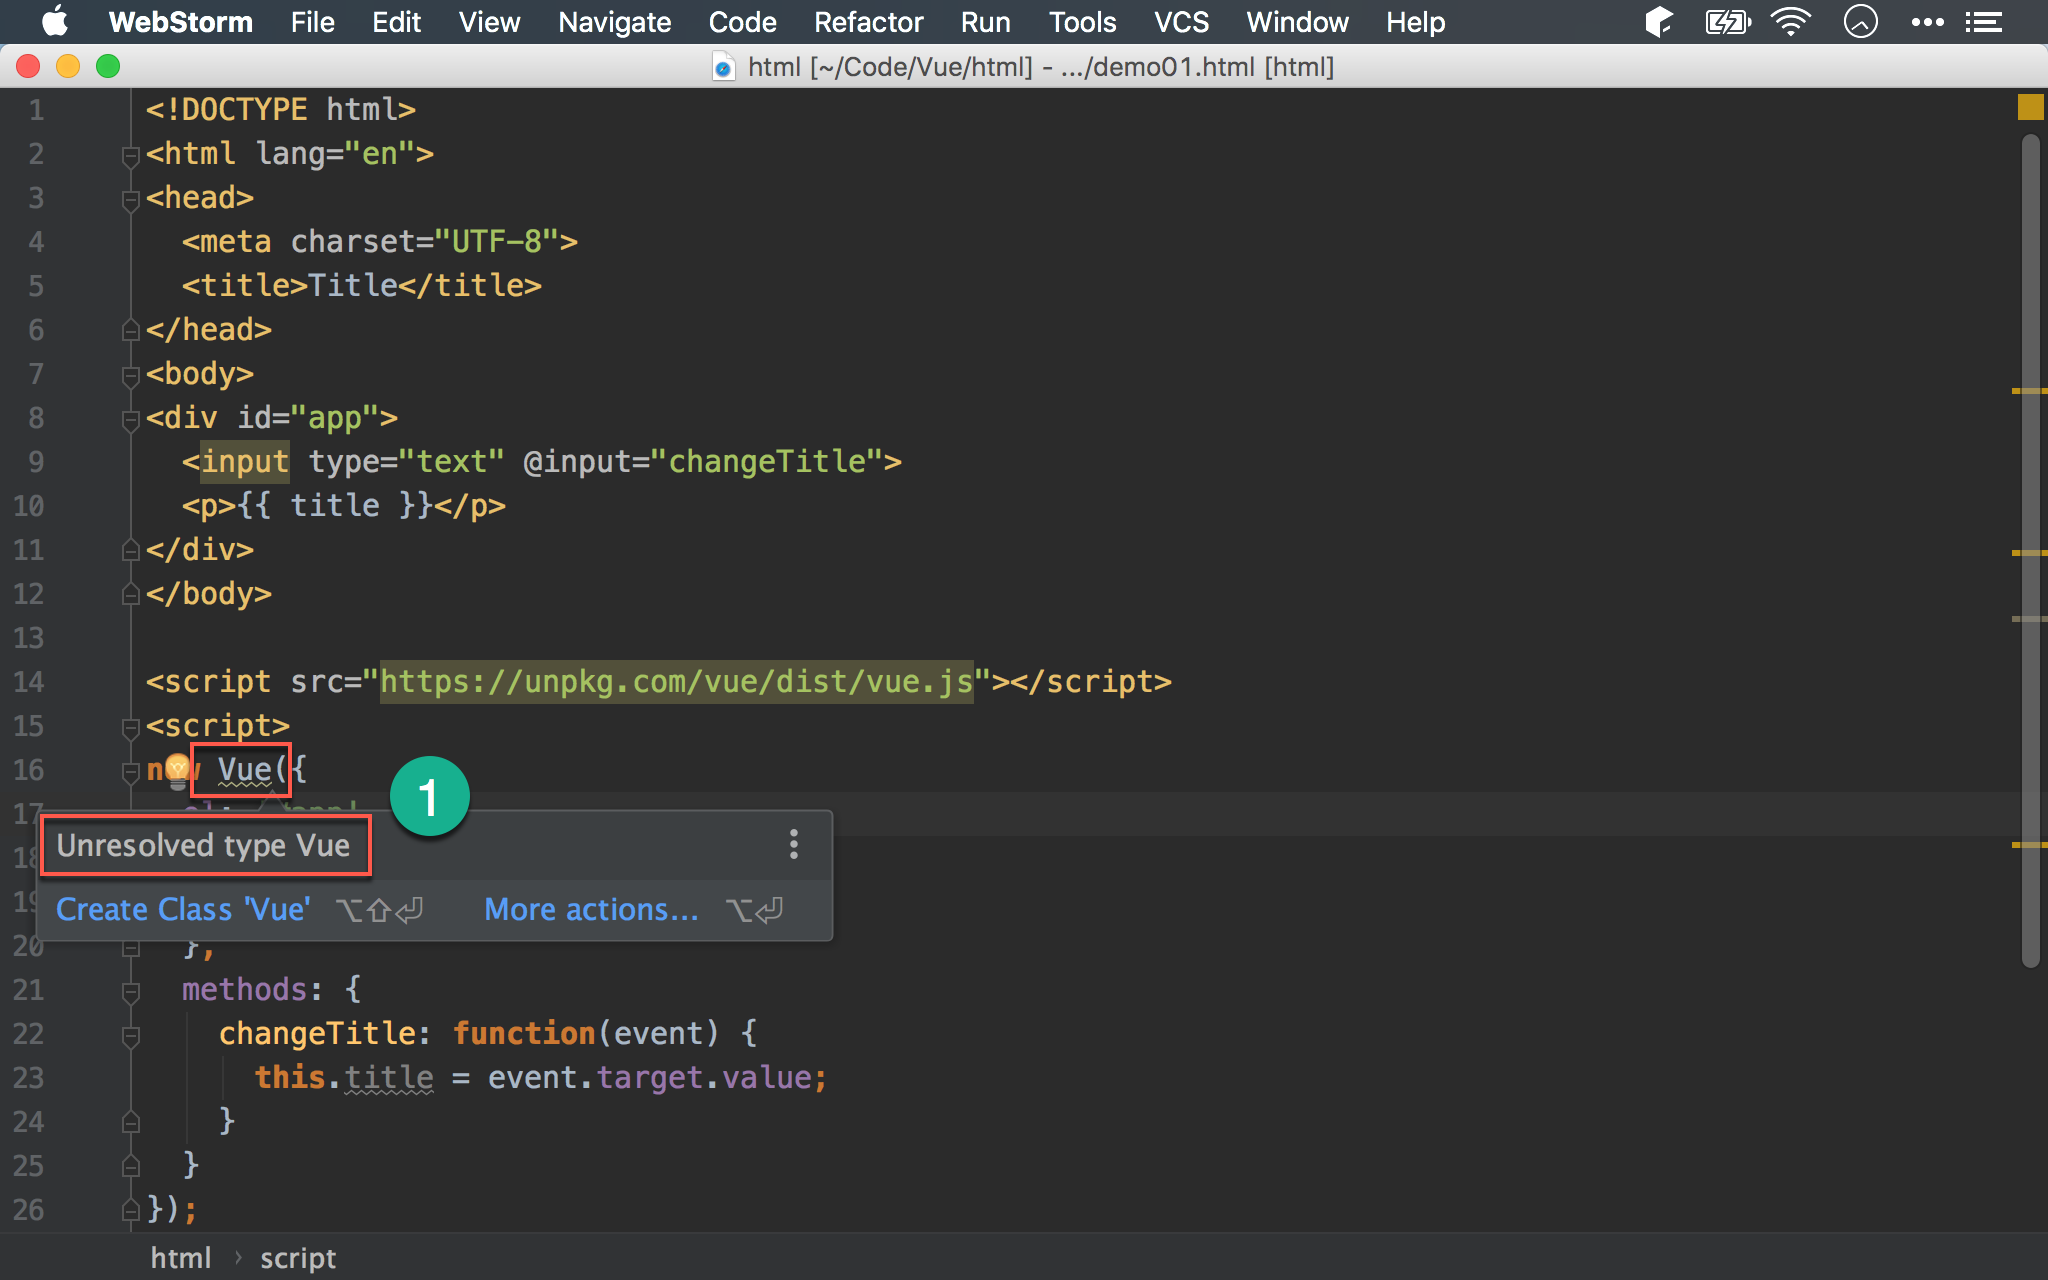 WebStorm File Edit View Navigate Code Refactor Run Tools VCS Window Help
html [~/Code/Vue/html] - .../demo01.html [html]
1 <!DOCTYPE html>
2 <html lang="en">
3 <head>
4 <meta charset="UTF-8">
5 <title>Title</title>
6 </head>
7 <body>
8 <div id="app">
9 <input type="text" @input="changeTitle">
10 <p>{{ title }}</p>
11 </div>
12 </body>
13
14 <script src="https://unpkg.com/vue/dist/vue.js"></script>
15 <script>
16 new Vue({
1
17
Unresolved type Vue
18
19
Create Class 'Vue' ⌥⇧⏎ More actions... ⌥⏎
20 },
21 methods: {
22 changeTitle: function(event) {
23 this.title = event.target.value;
24 }
25 }
26 });
html › script